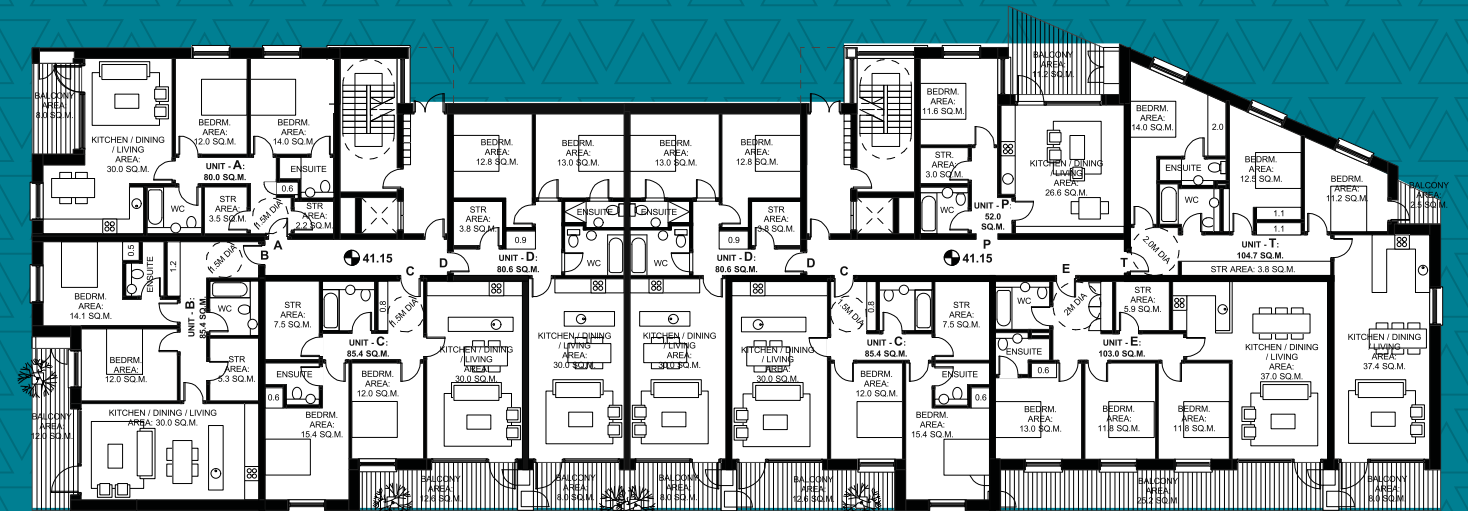 BALCONY
AREA:
8.0 SQ.M.
KITCHEN / DINING
/ LIVING
AREA:
30.0 SQ.M.
BEDRM.
AREA:
12.0 SQ.M.
BEDRM.
AREA:
14.0 SQ.M.
UNIT - A:
80.0 SQ.M.
ENSUITE
0.6
WC
STR
AREA:
3.5 SQ.M.
1.5M DIA
STR
AREA:
2.2 SQ.M.
A
B
1.5M DIA
BEDRM.
AREA:
14.1 SQ.M.
0.5
ENSUITE
1.2
UNIT - B:
85.4 SQ.M.
WC
BEDRM.
AREA:
12.0 SQ.M.
STR
AREA:
5.3 SQ.M.
BALCONY
AREA:
12.0 SQ.M.
KITCHEN / DINING / LIVING
AREA: 30.0 SQ.M.
41.15
C
D
STR
AREA:
7.5 SQ.M.
WC
0.8
1.5M DIA
UNIT - C:
85.4 SQ.M.
ENSUITE
0.6
BEDRM.
AREA:
15.4 SQ.M.
BEDRM.
AREA:
12.0 SQ.M.
KITCHEN / DINING
/ LIVING
AREA:
30.0 SQ.M.
BALCONY
AREA:
12.6 SQ.M.
BEDRM.
AREA:
12.8 SQ.M.
BEDRM.
AREA:
13.0 SQ.M.
STR
AREA:
3.8 SQ.M.
ENSUITE
0.9
UNIT - D:
80.6 SQ.M.
WC
KITCHEN / DINING
/ LIVING
AREA:
30.0 SQ.M.
BALCONY
AREA:
8.0 SQ.M.
BEDRM.
AREA:
13.0 SQ.M.
BEDRM.
AREA:
12.8 SQ.M.
ENSUITE
STR
AREA:
3.8 SQ.M.
0.9
WC
UNIT - D:
80.6 SQ.M.
KITCHEN / DINING
/ LIVING
AREA:
30.0 SQ.M.
BALCONY
AREA:
8.0 SQ.M.
D
C
1.5M DIA
0.8
WC
STR
AREA:
7.5 SQ.M.
UNIT - C:
85.4 SQ.M.
KITCHEN / DINING
/ LIVING
AREA:
30.0 SQ.M.
BEDRM.
AREA:
12.0 SQ.M.
ENSUITE
0.6
BEDRM.
AREA:
15.4 SQ.M.
BALCONY
AREA:
12.6 SQ.M.
41.15
P
BEDRM.
AREA:
11.6 SQ.M.
STR.
AREA:
3.0 SQ.M.
WC
UNIT - P:
52.0
SQ.M.
BALCONY
AREA:
11.2 SQ.M.
KITCHEN / DINING
/ LIVING
AREA:
26.6 SQ.M.
E
T
WC
2M DIA
STR
AREA:
5.9 SQ.M.
UNIT - E:
103.0 SQ.M.
ENSUITE
0.6
BEDRM.
AREA:
13.0 SQ.M.
BEDRM.
AREA:
11.8 SQ.M.
BEDRM.
AREA:
11.8 SQ.M.
KITCHEN / DINING
/ LIVING
AREA:
37.0 SQ.M.
BALCONY
AREA:
25.2 SQ.M
BEDRM.
AREA:
14.0 SQ.M.
2.0
ENSUITE
WC
2.0M DIA
BEDRM.
AREA:
12.5 SQ.M.
1.1
1.1
BEDRM.
AREA:
11.2 SQ.M.
BALCONY
AREA:
2.5 SQ.M.
UNIT - T:
104.7 SQ.M.
STR AREA: 3.8 SQ.M.
KITCHEN / DINING
/ LIVING
AREA:
37.4 SQ.M.
BALCONY
AREA:
8.0 SQ.M.